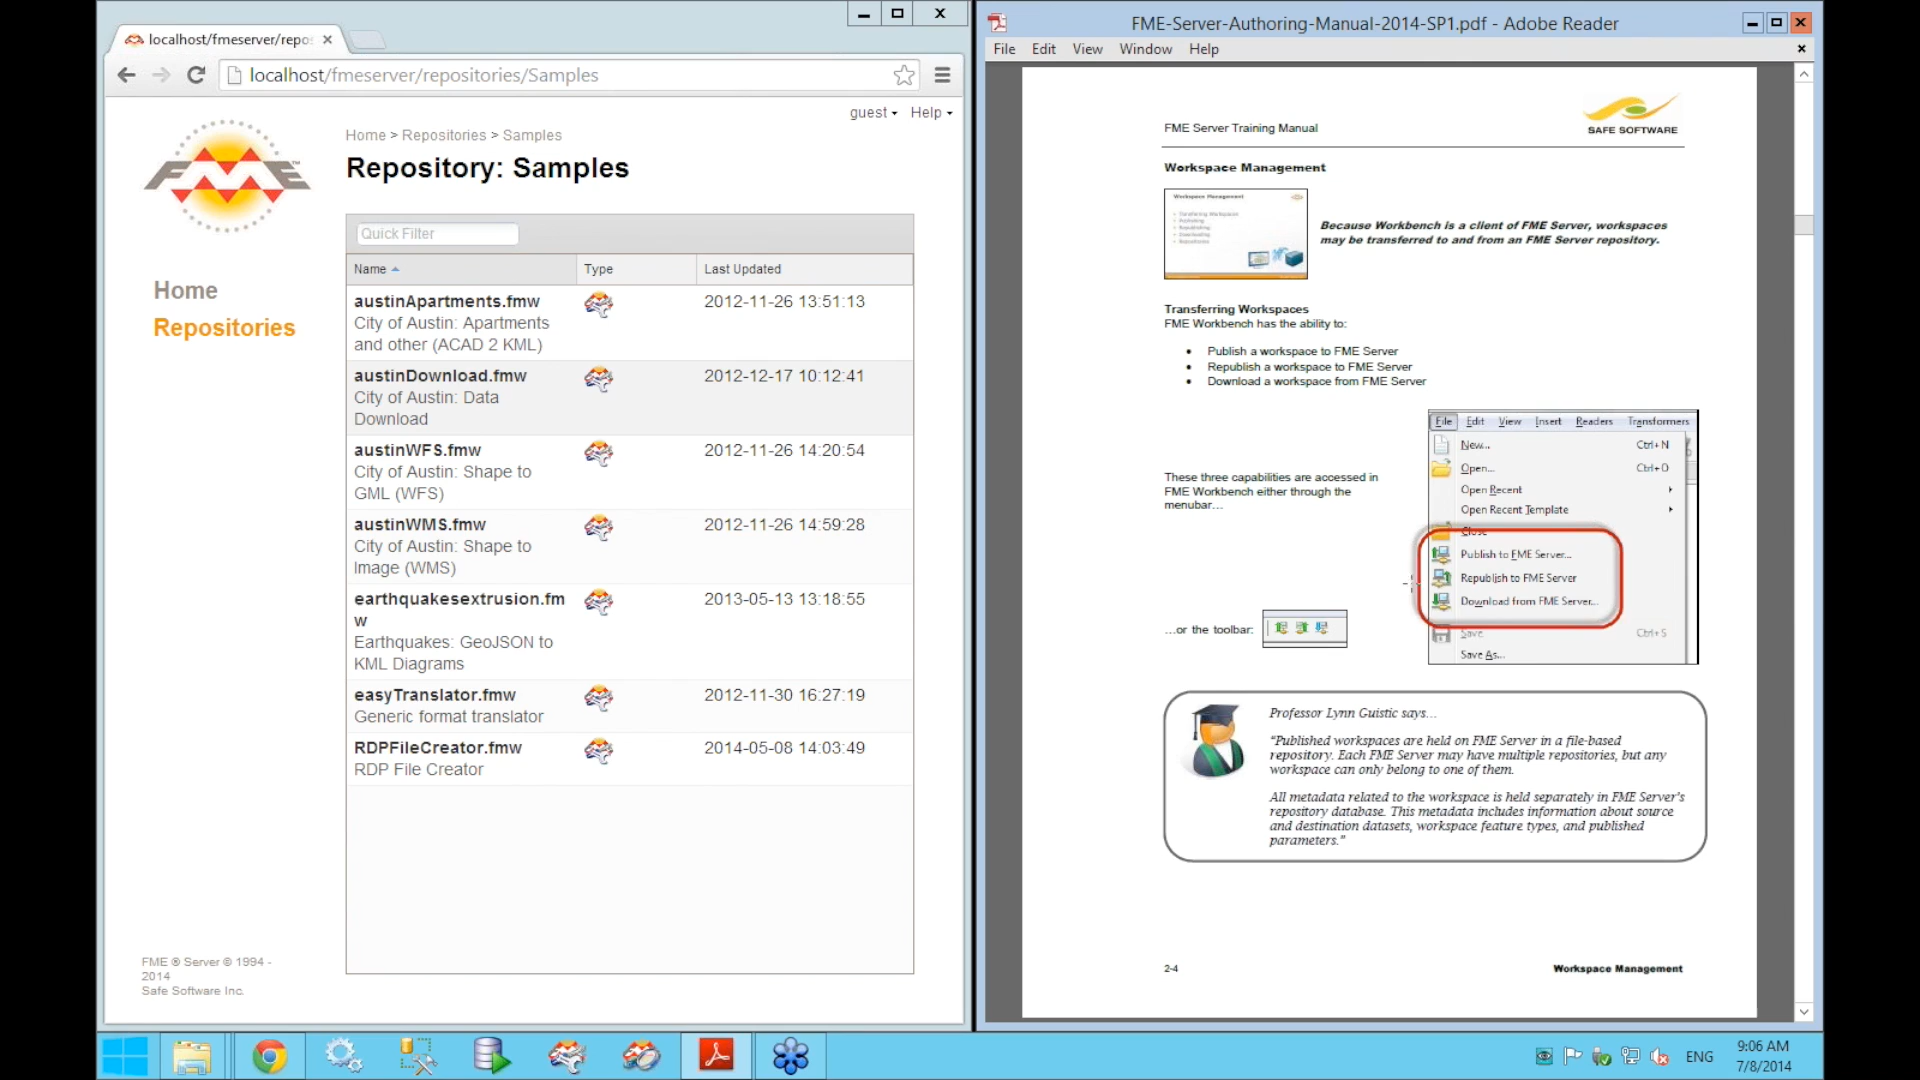 localhost/fmeserver/repo
localhost/fmeserver/repositories/Samples
guest Help
FME
Home > Repositories > Samples
Repository: Samples
Home
Repositories
Quick Filter
Name Type Last Updated
austinApartments.fmw 2012-11-26 13:51:13
City of Austin: Apartments
and other (ACAD 2 KML)
austinDownload.fmw 2012-12-17 10:12:41
City of Austin: Data
Download
austinWFS.fmw 2012-11-26 14:20:54
City of Austin: Shape to
GML (WFS)
austinWMS.fmw 2012-11-26 14:59:28
City of Austin: Shape to
Image (WMS)
earthquakesextrusion.fm 2013-05-13 13:18:55
w
Earthquakes: GeoJSON to
KML Diagrams
easyTranslator.fmw 2012-11-30 16:27:19
Generic format translator
RDPFileCreator.fmw 2014-05-08 14:03:49
RDP File Creator
FME ® Server © 1994 -
2014
Safe Software Inc.
FME-Server-Authoring-Manual-2014-SP1.pdf - Adobe Reader
File Edit View Window Help
FME Server Training Manual
SAFE SOFTWARE
Workspace Management
Workspace Management
Transferring Workspaces
Publishing
Republishing
Downloading
Repositories
Because Workbench is a client of FME Server, workspaces
may be transferred to and from an FME Server repository.
Transferring Workspaces
FME Workbench has the ability to:
• Publish a workspace to FME Server
• Republish a workspace to FME Server
• Download a workspace from FME Server
These three capabilities are accessed in
FME Workbench either through the
menubar...
File Edit View Insert Readers Transformers
New... Ctrl+N
Open... Ctrl+O
Open Recent
Open Recent Template
Close
Publish to FME Server...
Republish to FME Server
Download from FME Server...
Save Ctrl+S
Save As...
...or the toolbar:
Professor Lynn Guistic says...
"Published workspaces are held on FME Server in a file-based
repository. Each FME Server may have multiple repositories, but any
workspace can only belong to one of them.
All metadata related to the workspace is held separately in FME Server's
repository database. This metadata includes information about source
and destination datasets, workspace feature types, and published
parameters."
2-4 Workspace Management
ENG
9:06 AM
7/8/2014